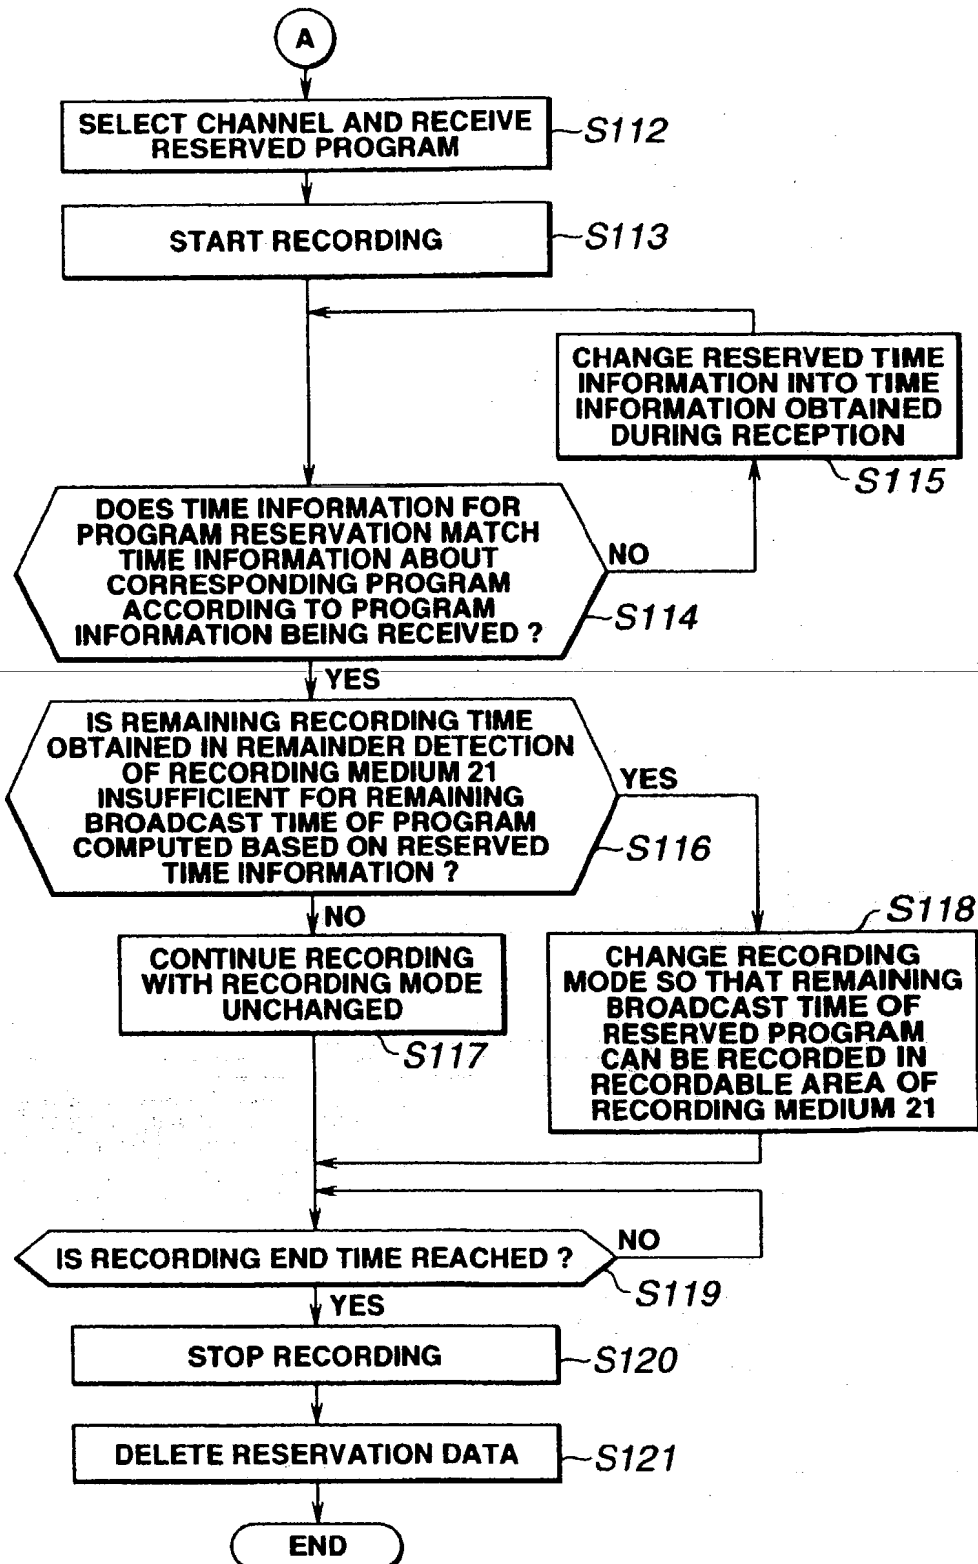 A
SELECT CHANNEL AND RECEIVE
RESERVED PROGRAM
S112
START RECORDING
S113
CHANGE RESERVED TIME
INFORMATION INTO TIME
INFORMATION OBTAINED
DURING RECEPTION
S115
DOES TIME INFORMATION FOR
PROGRAM RESERVATION MATCH
TIME INFORMATION ABOUT
CORRESPONDING PROGRAM
ACCORDING TO PROGRAM
INFORMATION BEING RECEIVED ?
NO
S114
YES
IS REMAINING RECORDING TIME
OBTAINED IN REMAINDER DETECTION
OF RECORDING MEDIUM 21
INSUFFICIENT FOR REMAINING
BROADCAST TIME OF PROGRAM
COMPUTED BASED ON RESERVED
TIME INFORMATION ?
YES
S116
NO
CONTINUE RECORDING
WITH RECORDING MODE
UNCHANGED
S117
S118
CHANGE RECORDING
MODE SO THAT REMAINING
BROADCAST TIME OF
RESERVED PROGRAM
CAN BE RECORDED IN
RECORDABLE AREA OF
RECORDING MEDIUM 21
IS RECORDING END TIME REACHED ?
NO
S119
YES
STOP RECORDING
S120
DELETE RESERVATION DATA
S121
END